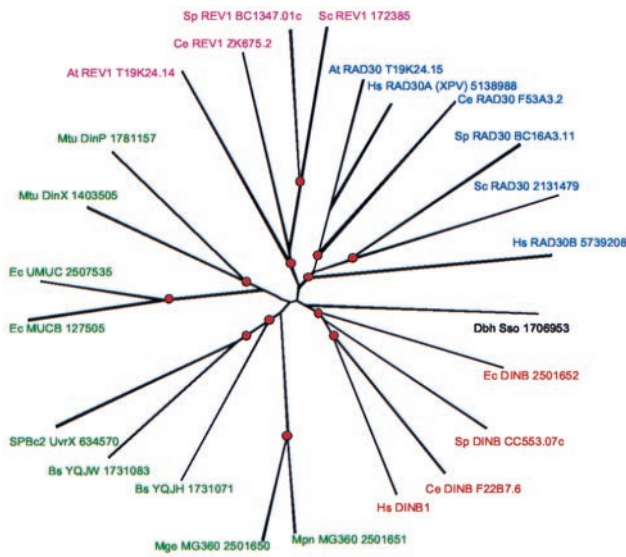 Sp REV1 BC1347.01c
Sc REV1 172385
Ce REV1 ZK675.2
At REV1 T19K24.14
At RAD30 T19K24.15
Hs RAD30A (XPV) 5138988
Ce RAD30 F53A3.2
Sp RAD30 BC16A3.11
Sc RAD30 2131479
Hs RAD30B 5739208
Mtu DinP 1781157
Mtu DinX 1403505
Ec UMUC 2507535
Ec MUCB 127505
Dbh Sso 1706953
Ec DINB 2501652
Sp DINB CC553.07c
Ce DINB F22B7.6
Hs DINB1
SPBc2 UvrX 634570
Bs YQJW 1731083
Bs YQJH 1731071
Mge MG360 2501650
Mpn MG360 2501651